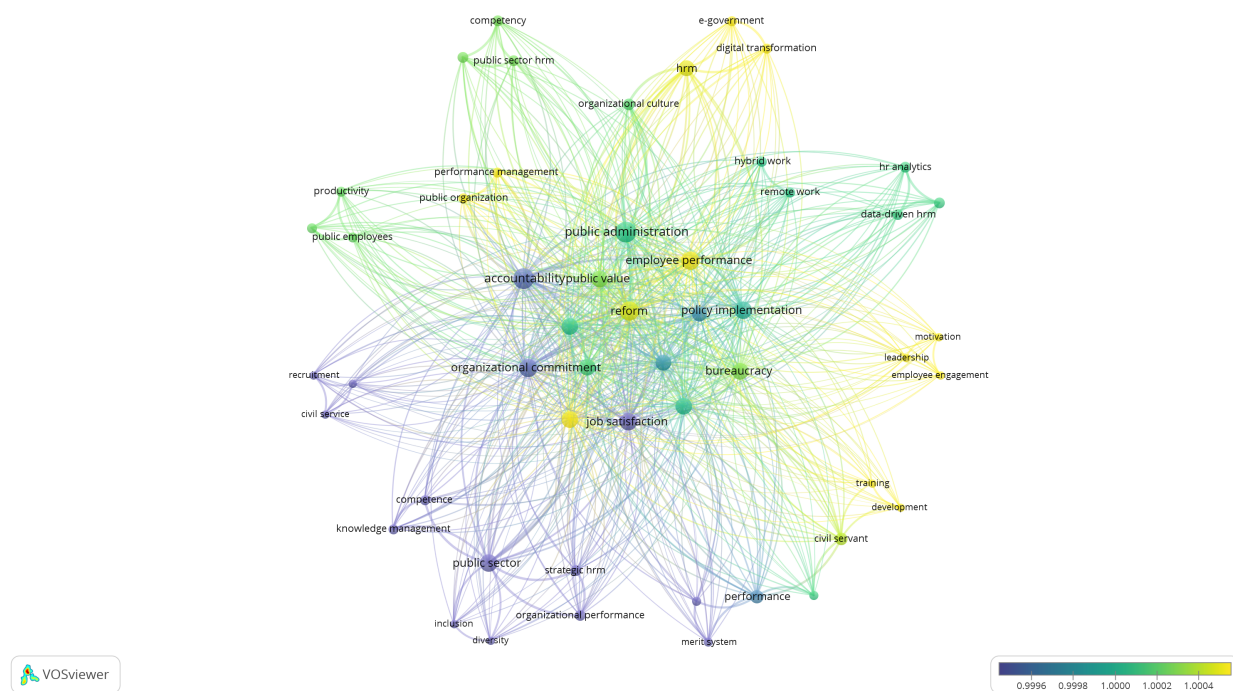 competency
e-government
digital transformation
public sector hrm
hrm
organizational culture
hybrid work
hr analytics
performance management
productivity
remote work
public organization
data-driven hrm
public administration
public employees
employee performance
accountability
public value
reform
policy implementation
motivation
leadership
organizational commitment
bureaucracy
recruitment
employee engagement
civil service
job satisfaction
training
competence
development
knowledge management
civil servant
public sector
strategic hrm
performance
organizational performance
inclusion
diversity
merit system
VOSviewer
0.9996 0.9998 1.0000 1.0002 1.0004